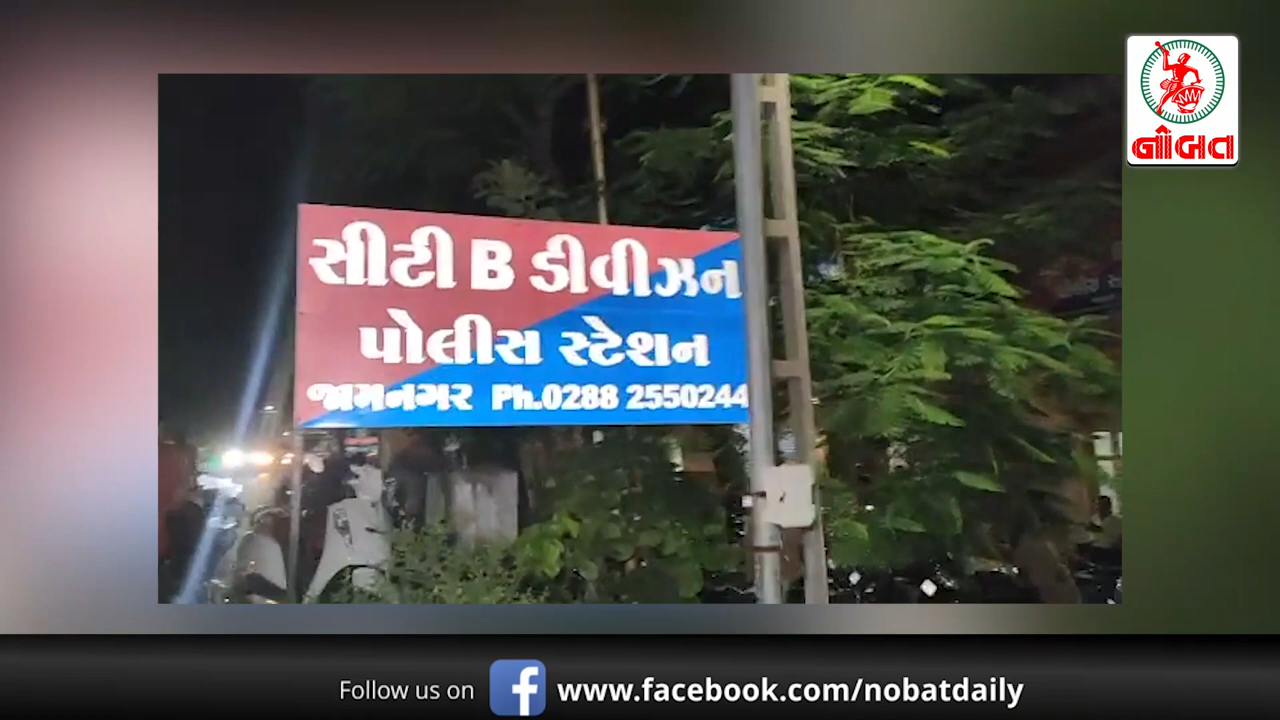 નોબત
સીટી B ડીવીઝન
પોલીસ સ્ટેશન
જામનગર Ph.0288 2550244
Follow us on
f www.facebook.com/nobatdaily